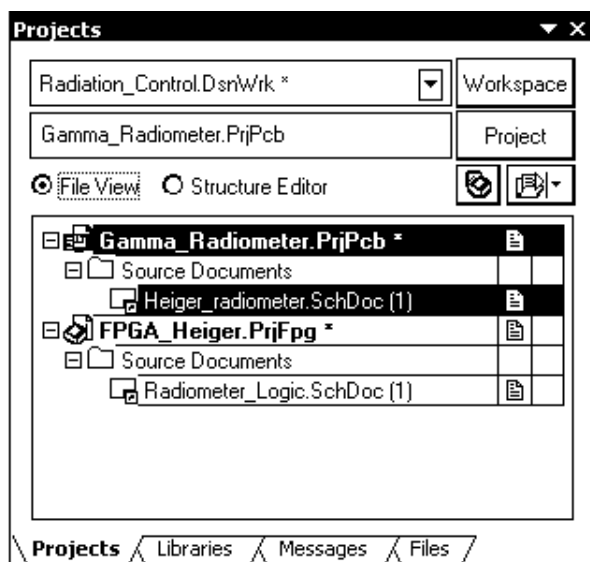 Projects
Radiation_Control.DsnWrk * Workspace
Gamma_Radiometer.PrjPcb Project
File View Structure Editor
Gamma_Radiometer.PrjPcb *
Source Documents
Heiger_radiometer.SchDoc (1)
FPGA_Heiger.PrjFpg *
Source Documents
Radiometer_Logic.SchDoc (1)
Projects Libraries Messages Files